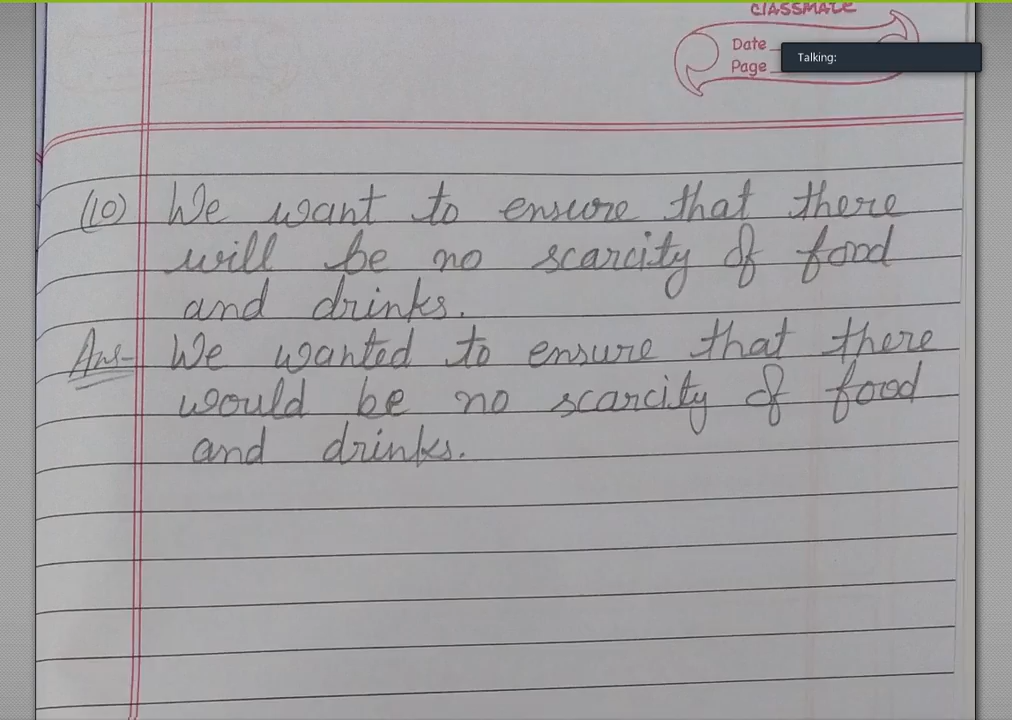 CLASSMATE
Date
Page
Talking:
(10) We want to ensure that there
will be no scarcity of food
and drinks.
Ans- We wanted to ensure that there
would be no scarcity of food
and drinks.